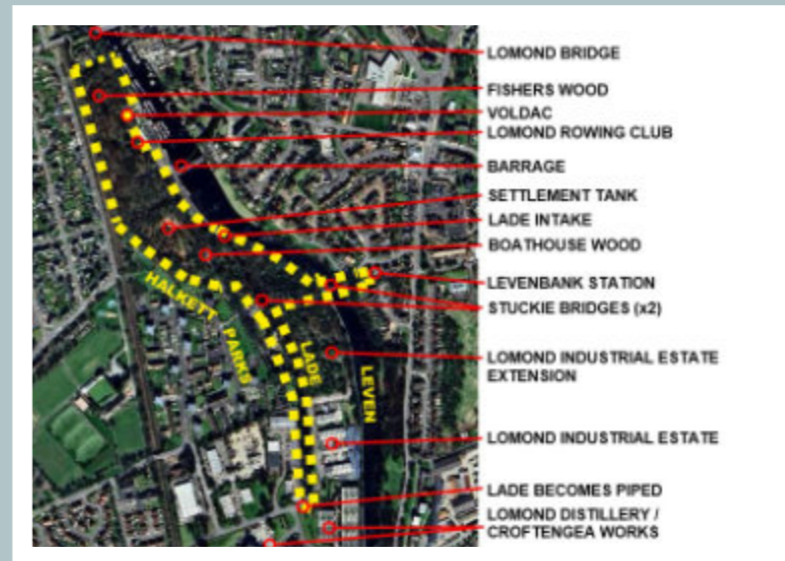 LOMOND BRIDGE
FISHERS WOOD
VOLDAC
LOMOND ROWING CLUB
BARRAGE
SETTLEMENT TANK
LADE INTAKE
BOATHOUSE WOOD
LEVENBANK STATION
STUCKIE BRIDGES (x2)
HALKETT PARKS
LADE
LEVEN
LOMOND INDUSTRIAL ESTATE
EXTENSION
LOMOND INDUSTRIAL ESTATE
LADE BECOMES PIPED
LOMOND DISTILLERY /
CROFTENGEA WORKS